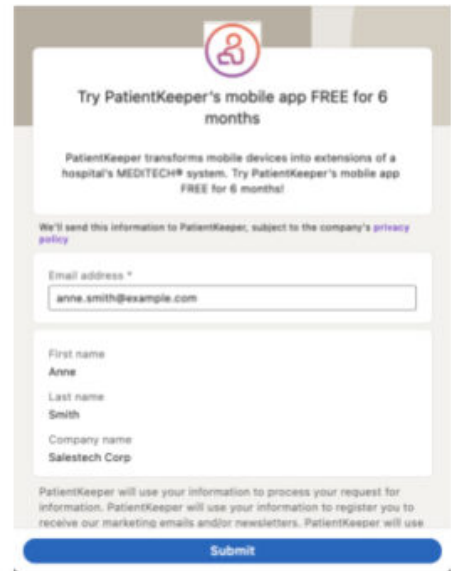 Try PatientKeeper's mobile app FREE for 6
months
PatientKeeper transforms mobile devices into extensions of a
hospital's MEDITECH® system. Try PatientKeeper's mobile app
FREE for 6 months!
We'll send this information to PatientKeeper, subject to the company's privacy
policy
Email address *
anne.smith@example.com
First name
Anne
Last name
Smith
Company name
Salestech Corp
PatientKeeper will use your information to process your request for
information. PatientKeeper will use your information to register you to
receive our marketing emails and/or newsletters. PatientKeeper will use
Submit